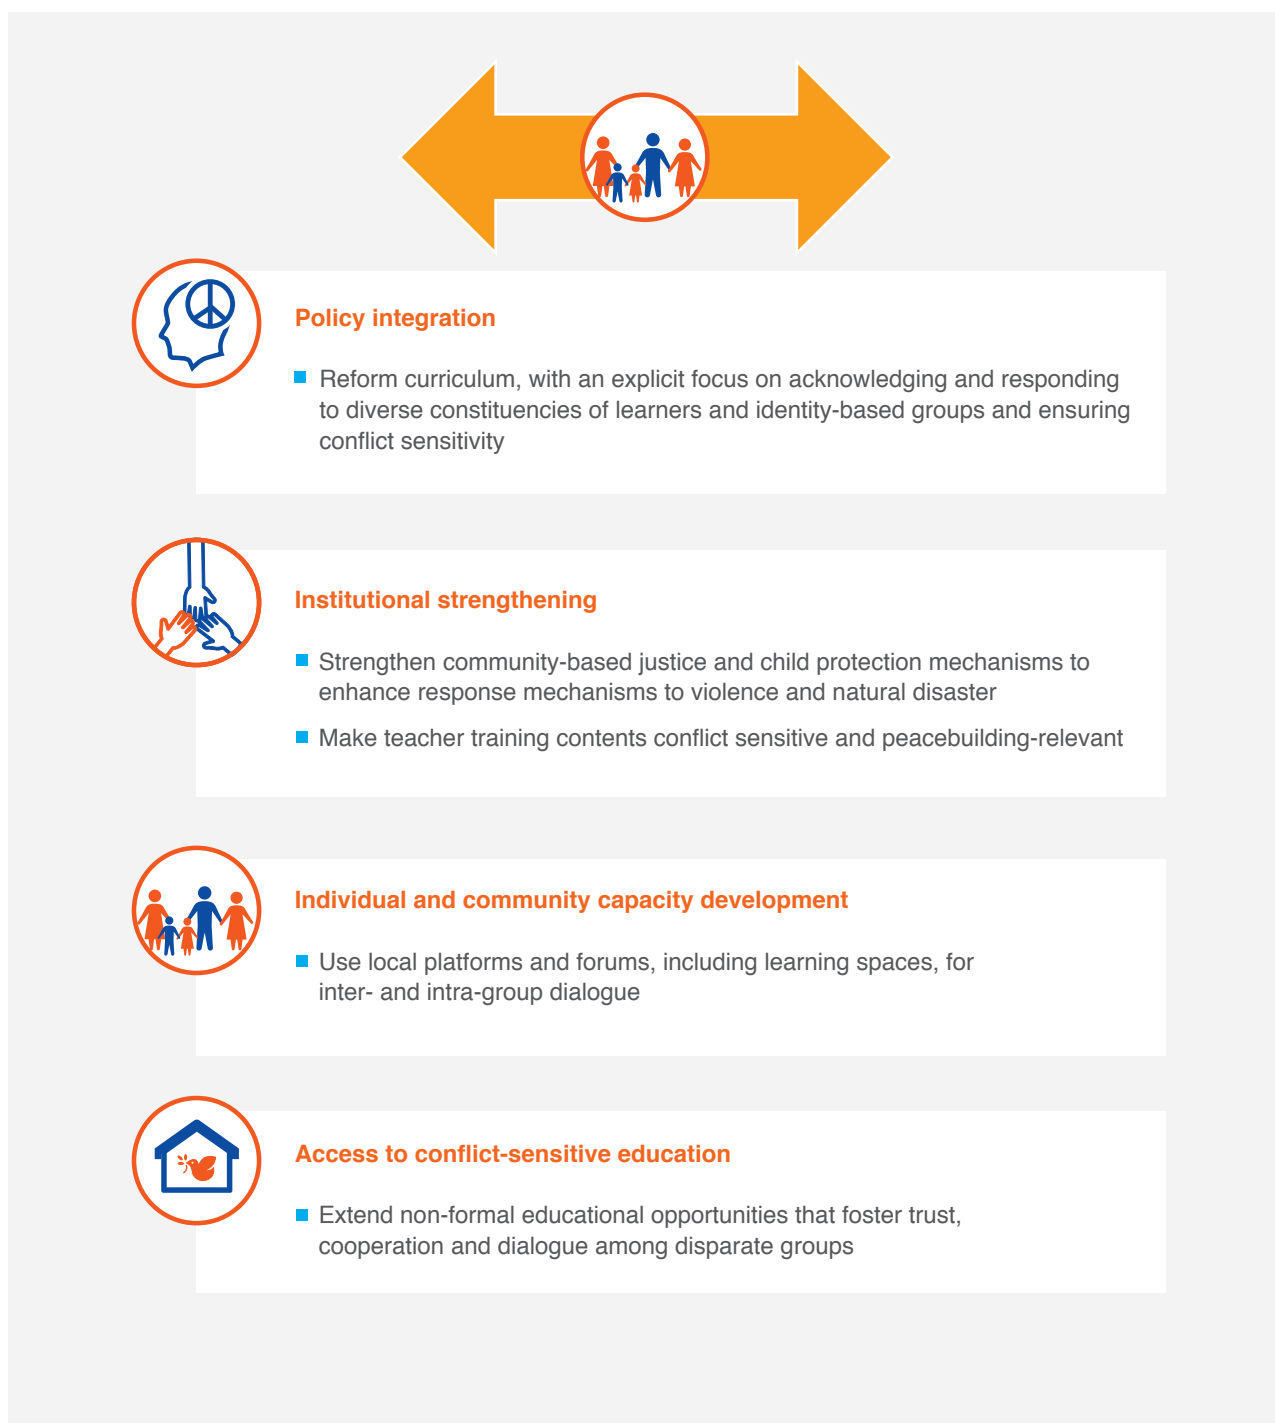 Policy integration
Reform curriculum, with an explicit focus on acknowledging and responding
to diverse constituencies of learners and identity-based groups and ensuring
conflict sensitivity
Institutional strengthening
Strengthen community-based justice and child protection mechanisms to
enhance response mechanisms to violence and natural disaster
Make teacher training contents conflict sensitive and peacebuilding-relevant
Individual and community capacity development
Use local platforms and forums, including learning spaces, for
inter- and intra-group dialogue
Access to conflict-sensitive education
Extend non-formal educational opportunities that foster trust,
cooperation and dialogue among disparate groups